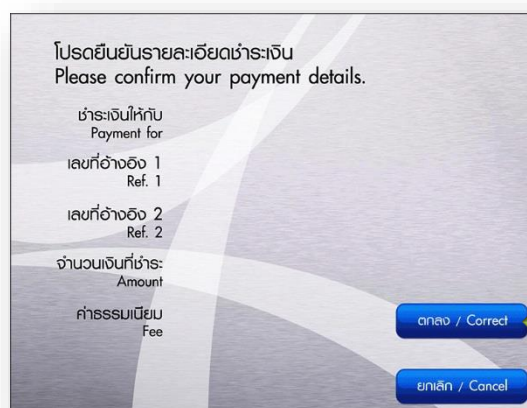 โปรดยืนยันรายละเอียดชำระเงิน
Please confirm your payment details.
ชำระเงินให้กับ
Payment for
เลขที่อ้างอิง 1
Ref. 1
เลขที่อ้างอิง 2
Ref. 2
จำนวนเงินที่ชำระ
Amount
ค่าธรรมเนียม
Fee
ตกลง / Correct
ยกเลิก / Cancel